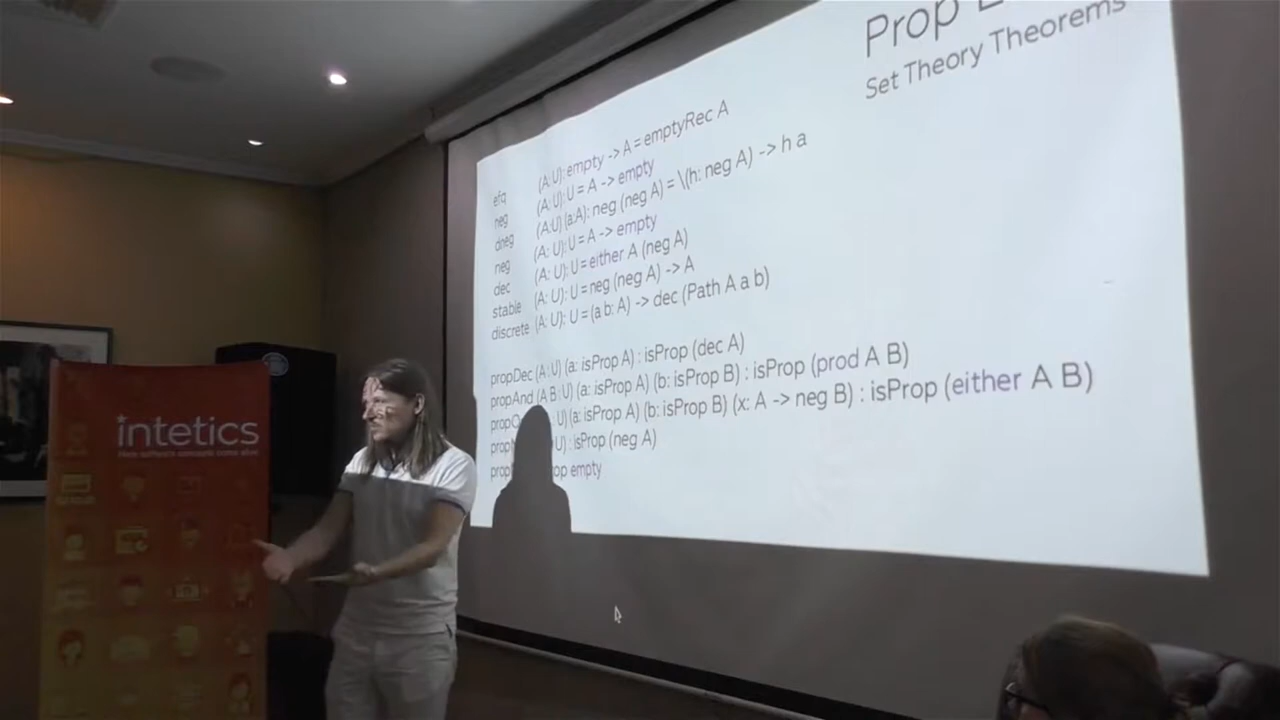 Prop
Set Theory Theorems
efq (A:U): empty -> A = emptyRec A
neg (A: U): U = A -> empty
dneg (A:U) (a:A): neg (neg A) = \(h: neg A) -> h a
neg (A: U): U = A -> empty
dec (A: U): U = either A (neg A)
stable (A: U): U = neg (neg A) -> A
discrete (A: U): U = (a b: A) -> dec (Path A a b)
propDec (A:U) (a: isProp A) : isProp (dec A)
propAnd (A B : U) (a: isProp A) (b: isProp B) : isProp (prod A B)
U) (a: isProp A) (b: isProp B) (x: A -> neg B) : isProp (either A B)
U) : isProp (neg A)
empty
intetics